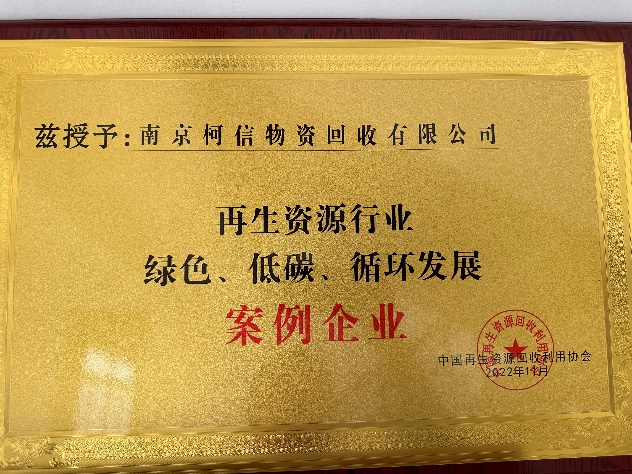 兹授予：南京柯信物资回收有限公司
再生资源行业
绿色、低碳、循环发展
案例企业
中国再生资源回收利用协会
2022年11月